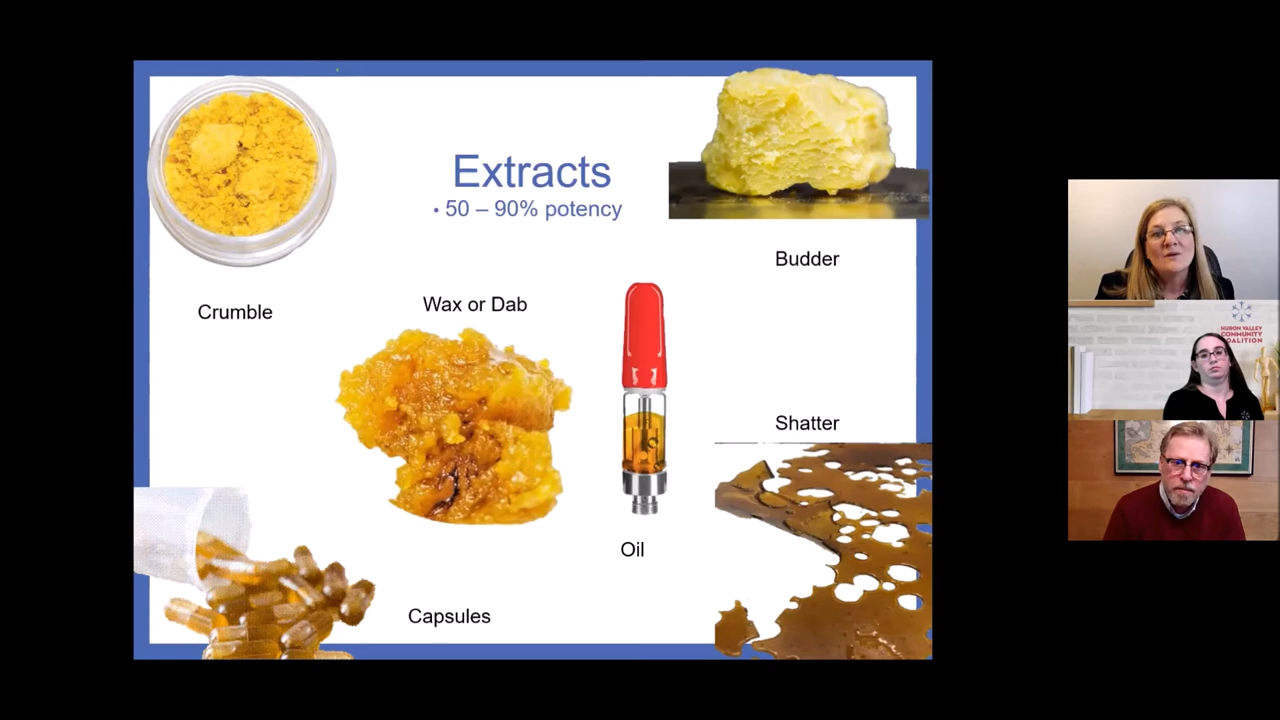 Extracts
• 50 – 90% potency
Budder
Crumble
Wax or Dab
Shatter
Oil
Capsules
HURON VALLEY
COMMUNITY
COALITION